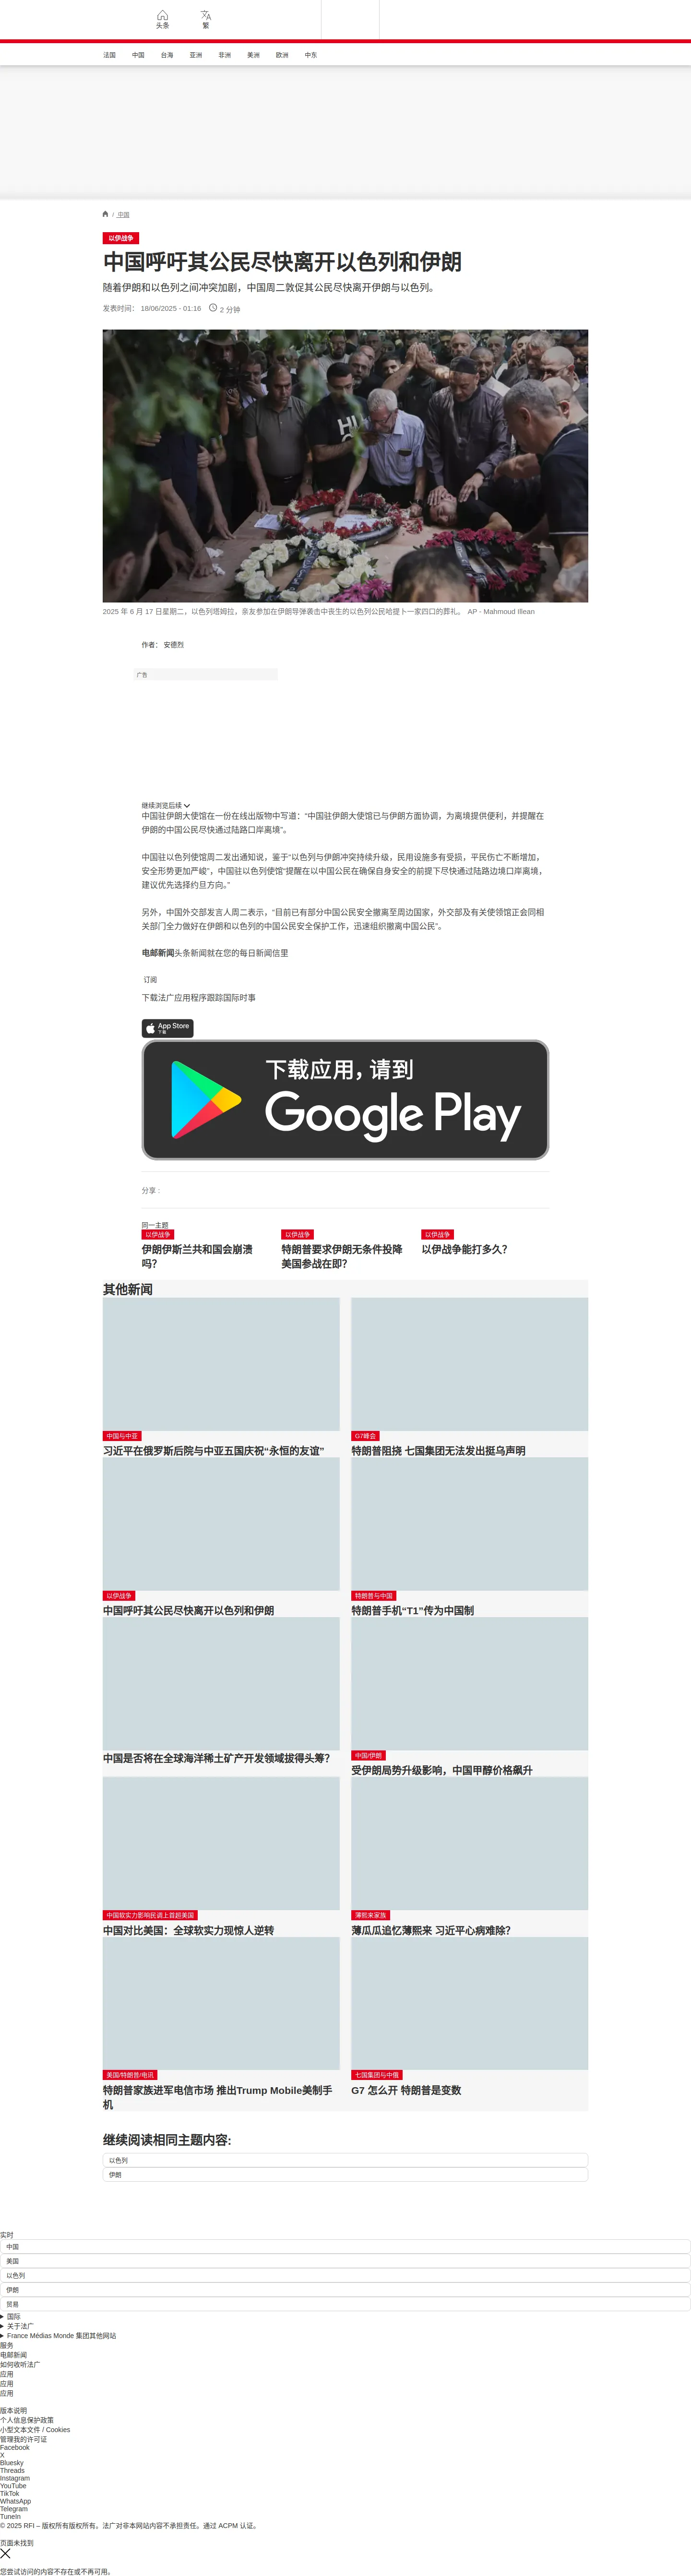 头条
繁
法国
中国
台海
亚洲
非洲
美洲
欧洲
中东
/ 中国
以伊战争
中国呼吁其公民尽快离开以色列和伊朗
随着伊朗和以色列之间冲突加剧，中国周二敦促其公民尽快离开伊朗与以色列。
发表时间： 18/06/2025 - 01:16
2 分钟
2025 年 6 月 17 日星期二，以色列塔姆拉，亲友参加在伊朗导弹袭击中丧生的以色列公民哈提卜一家四口的葬礼。 AP - Mahmoud Illean
作者： 安德烈
广告
继续浏览后续
中国驻伊朗大使馆在一份在线出版物中写道：“中国驻伊朗大使馆已与伊朗方面协调，为离境提供便利，并提醒在
伊朗的中国公民尽快通过陆路口岸离境”。
中国驻以色列使馆周二发出通知说，鉴于“以色列与伊朗冲突持续升级，民用设施多有受损，平民伤亡不断增加，
安全形势更加严峻”，中国驻以色列使馆“提醒在以中国公民在确保自身安全的前提下尽快通过陆路边境口岸离境，
建议优先选择约旦方向。”
另外，中国外交部发言人周二表示，“目前已有部分中国公民安全撤离至周边国家，外交部及有关使领馆正会同相
关部门全力做好在伊朗和以色列的中国公民安全保护工作，迅速组织撤离中国公民”。
电邮新闻头条新闻就在您的每日新闻信里
订阅
下载法广应用程序跟踪国际时事
App Store
下载
下载应用，请到
Google Play
分享 :
同一主题
以伊战争
伊朗伊斯兰共和国会崩溃
吗？
以伊战争
特朗普要求伊朗无条件投降
美国参战在即？
以伊战争
以伊战争能打多久？
其他新闻
中国与中亚
习近平在俄罗斯后院与中亚五国庆祝“永恒的友谊”
G7峰会
特朗普阻挠 七国集团无法发出挺乌声明
以伊战争
中国呼吁其公民尽快离开以色列和伊朗
特朗普与中国
特朗普手机“T1”传为中国制
中国是否将在全球海洋稀土矿产开发领域拔得头筹？
中国/伊朗
受伊朗局势升级影响，中国甲醇价格飙升
中国软实力影响民调上首超美国
中国对比美国：全球软实力现惊人逆转
薄熙来家族
薄瓜瓜追忆薄熙来 习近平心病难除？
美国/特朗普/电讯
特朗普家族进军电信市场 推出Trump Mobile美制手
机
七国集团与中俄
G7 怎么开 特朗普是变数
继续阅读相同主题内容:
以色列
伊朗
实时
中国
美国
以色列
伊朗
贸易
国际
关于法广
France Médias Monde 集团其他网站
服务
电邮新闻
如何收听法广
应用
应用
应用
版本说明
个人信息保护政策
小型文本文件 / Cookies
管理我的许可证
Facebook
X
Bluesky
Threads
Instagram
YouTube
TikTok
WhatsApp
Telegram
TuneIn
© 2025 RFI – 版权所有版权所有。法广对非本网站内容不承担责任。通过 ACPM 认证。
页面未找到
您尝试访问的内容不存在或不再可用。